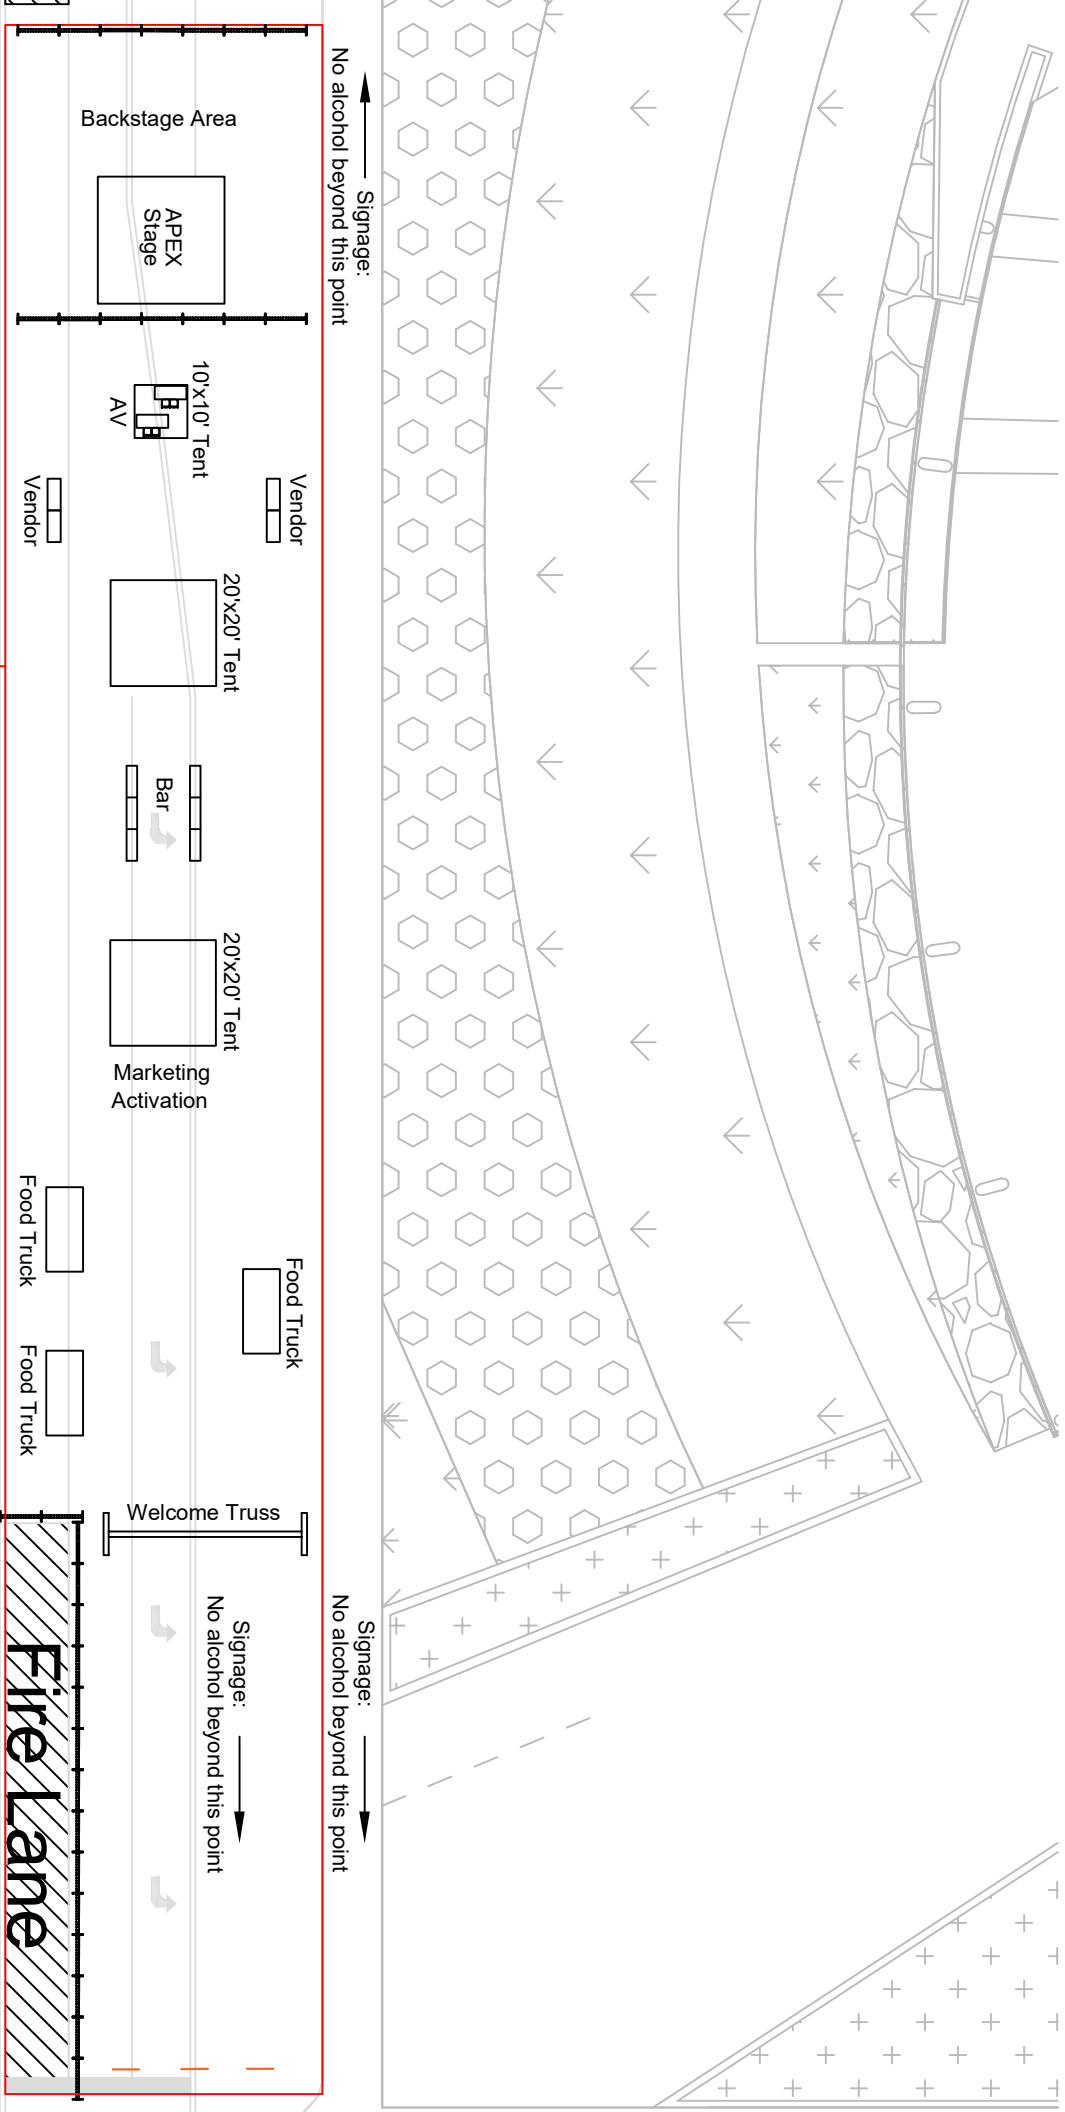 Signage:
No alcohol beyond this point
Backstage Area
APEX
Stage
10'x10' Tent
AV
Vendor
Vendor
20'x20' Tent
Bar
20'x20' Tent
Marketing
Activation
Food Truck
Food Truck
Food Truck
Welcome Truss
Signage:
No alcohol beyond this point
Signage:
No alcohol beyond this point
Fire Lane